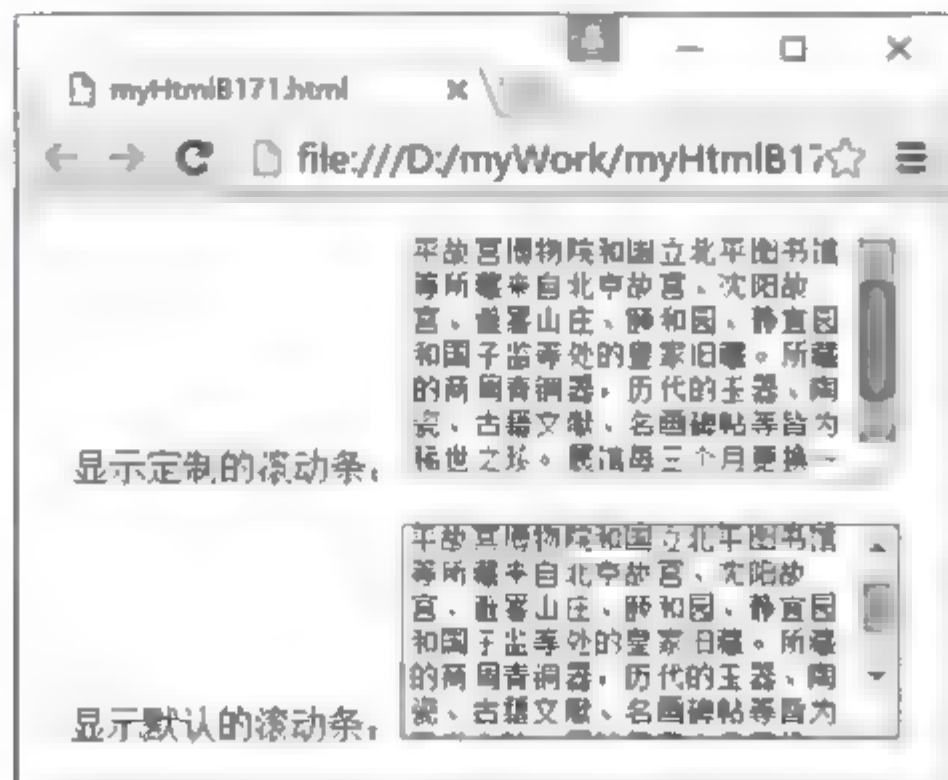 myHtmlB171.html
file:///D:/myWork/myHtmlB17
平故宫博物院和国立北平图书馆
等所藏来自北京故宫、沈阳故
宫、避暑山庄、颐和园、静宜园
和国子监等处的皇家旧藏。所藏
的商周青铜器，历代的玉器、陶
瓷、古籍文献、名画碑帖等皆为
稀世之珍。展馆每三个月更换一
显示定制的滚动条：
平故宫博物院和国立北平图书馆
等所藏来自北京故宫、沈阳故
宫、避暑山庄、颐和园、静宜园
和国子监等处的皇家旧藏。所藏
的商周青铜器，历代的玉器、陶
瓷、古籍文献、名画碑帖等皆为
显示默认的滚动条：